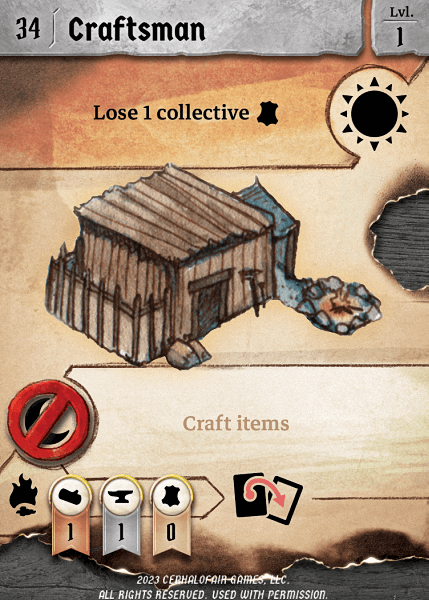 34 Craftsman
Lvl.
1
Lose 1 collective
Craft items
1 1 0
2023 CEPHALOFAIR GAMES, LLC.
ALL RIGHTS RESERVED. USED WITH PERMISSION.